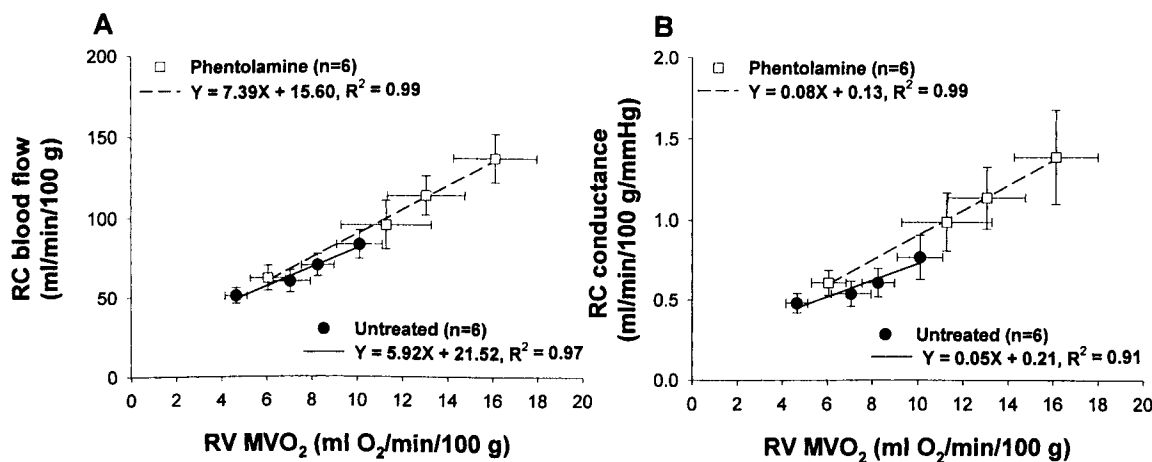 A
RC blood flow
(ml/min/100 g)
200
150
100
50
0
Phentolamine (n=6)
Y = 7.39X + 15.60, R² = 0.99
Untreated (n=6)
Y = 5.92X + 21.52, R² = 0.97
0 2 4 6 8 10 12 14 16 18 20
RV MVO₂ (ml O₂/min/100 g)
B
RC conductance
(ml/min/100 g/mmHg)
2.0
1.5
1.0
0.5
0.0
Phentolamine (n=6)
Y = 0.08X + 0.13, R² = 0.99
Untreated (n=6)
Y = 0.05X + 0.21, R² = 0.91
0 2 4 6 8 10 12 14 16 18 20
RV MVO₂ (ml O₂/min/100 g)